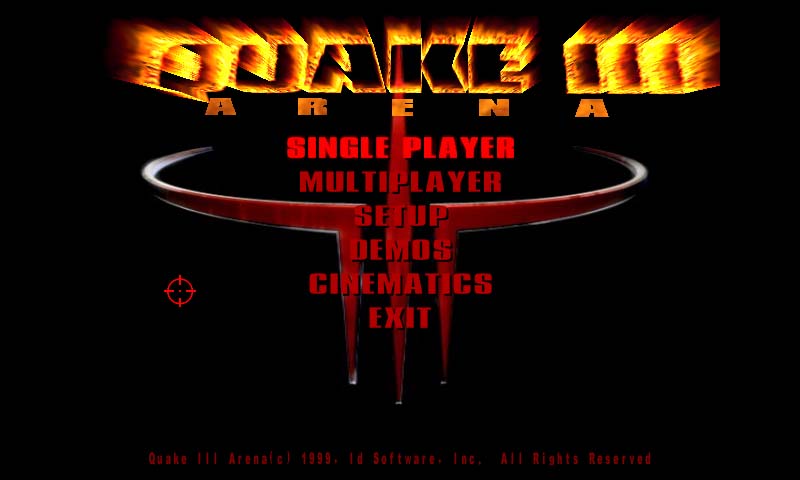 QUAKE III
ARENA
SINGLE PLAYER
MULTIPLAYER
SETUP
DEMOS
CINEMATICS
EXIT
Quake III Arena(c) 1999, Id Software, Inc.  All Rights Reserved